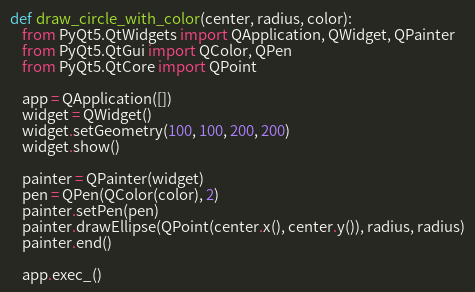 def draw_circle_with_color(center, radius, color):
    from PyQt5.QtWidgets import QApplication, QWidget, QPainter
    from PyQt5.QtGui import QColor, QPen
    from PyQt5.QtCore import QPoint

    app = QApplication([])
    widget = QWidget()
    widget.setGeometry(100, 100, 200, 200)
    widget.show()

    painter = QPainter(widget)
    pen = QPen(QColor(color), 2)
    painter.setPen(pen)
    painter.drawEllipse(QPoint(center.x(), center.y()), radius, radius)
    painter.end()

    app.exec_()